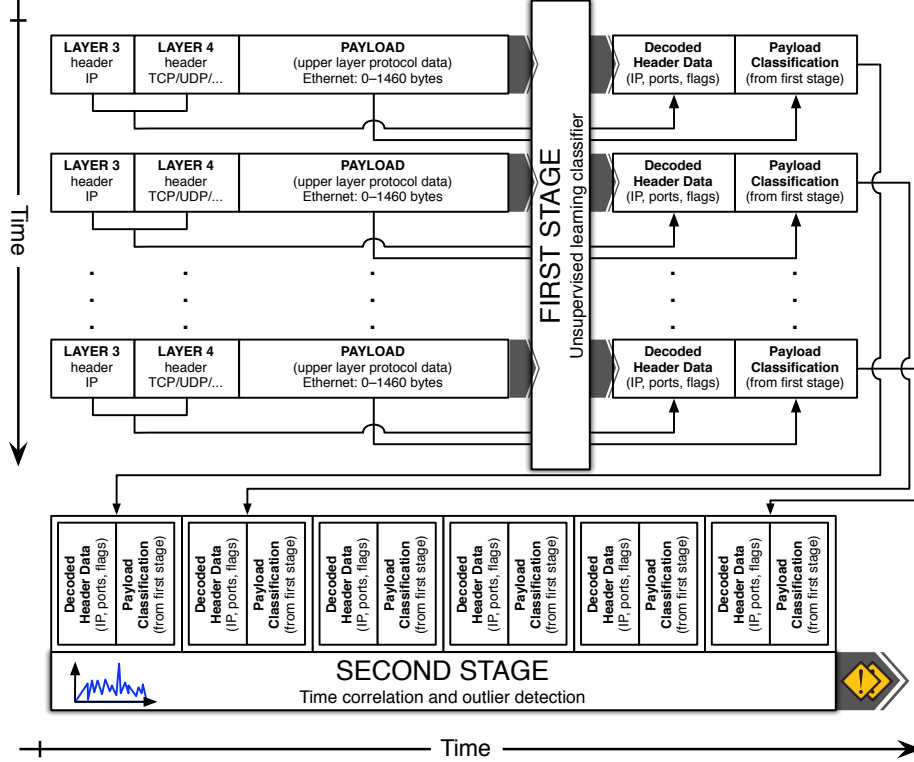 LAYER 3
header
IP
LAYER 4
header
TCP/UDP/...
PAYLOAD
(upper layer protocol data)
Ethernet: 0–1460 bytes
Decoded
Header Data
(IP, ports, flags)
Payload
Classification
(from first stage)
LAYER 3
header
IP
LAYER 4
header
TCP/UDP/...
PAYLOAD
(upper layer protocol data)
Ethernet: 0–1460 bytes
Decoded
Header Data
(IP, ports, flags)
Payload
Classification
(from first stage)
Time
FIRST STAGE
Unsupervised learning classifier
LAYER 3
header
IP
LAYER 4
header
TCP/UDP/...
PAYLOAD
(upper layer protocol data)
Ethernet: 0–1460 bytes
Decoded
Header Data
(IP, ports, flags)
Payload
Classification
(from first stage)
Decoded
Header Data
(IP, ports, flags)
Payload
Classification
(from first stage)
Decoded
Header Data
(IP, ports, flags)
Payload
Classification
(from first stage)
Decoded
Header Data
(IP, ports, flags)
Payload
Classification
(from first stage)
Decoded
Header Data
(IP, ports, flags)
Payload
Classification
(from first stage)
Decoded
Header Data
(IP, ports, flags)
Payload
Classification
(from first stage)
Decoded
Header Data
(IP, ports, flags)
Payload
Classification
(from first stage)
SECOND STAGE
Time correlation and outlier detection
!
Time